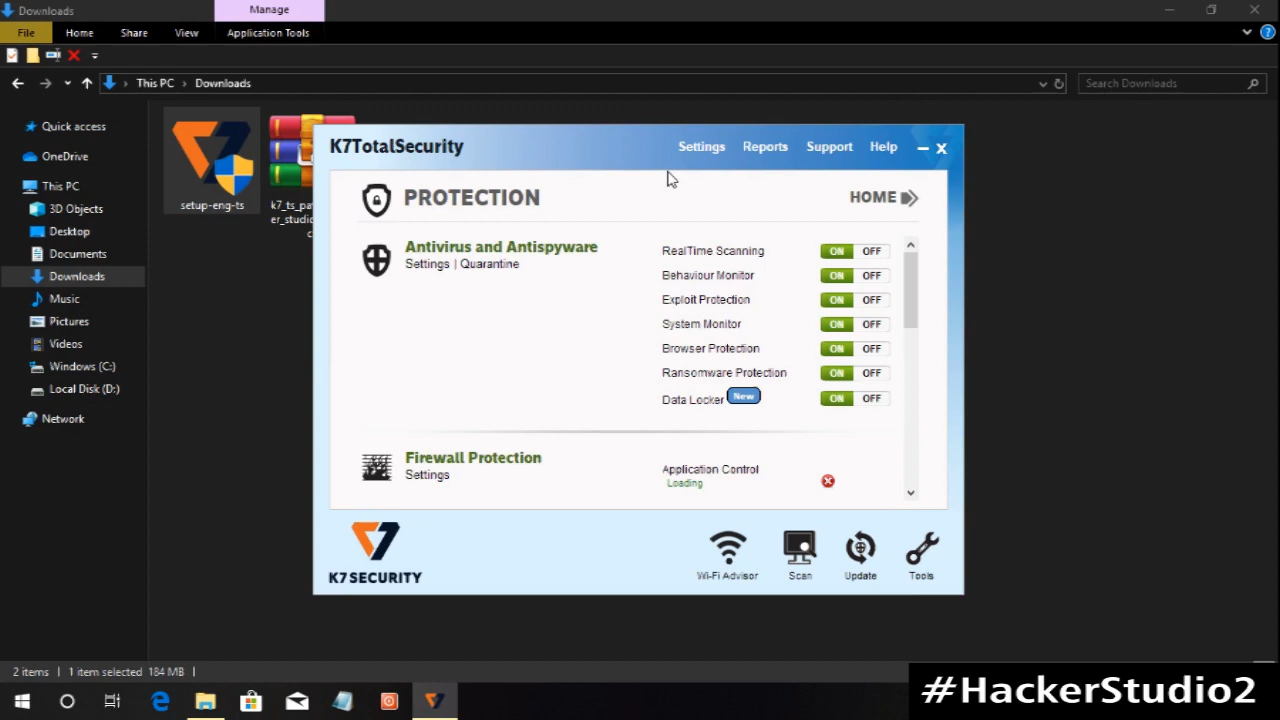 Downloads
Manage
File
Home
Share
View
Application Tools
This PC
Downloads
Search Downloads
Quick access
OneDrive
This PC
3D Objects
Desktop
Documents
Downloads
Music
Pictures
Videos
Windows (C:)
Local Disk (D:)
Network
setup-eng-ts
k7_ts_pa
er_studio
K7TotalSecurity
Settings
Reports
Support
Help
PROTECTION
HOME
Antivirus and Antispyware
Settings | Quarantine
RealTime Scanning ON OFF
Behaviour Monitor ON OFF
Exploit Protection ON OFF
System Monitor ON OFF
Browser Protection ON OFF
Ransomware Protection ON OFF
Data Locker New ON OFF
Firewall Protection
Settings
Application Control
Loading
K7 SECURITY
Wi-Fi Advisor
Scan
Update
Tools
2 items
1 item selected 184 MB
#HackerStudio2